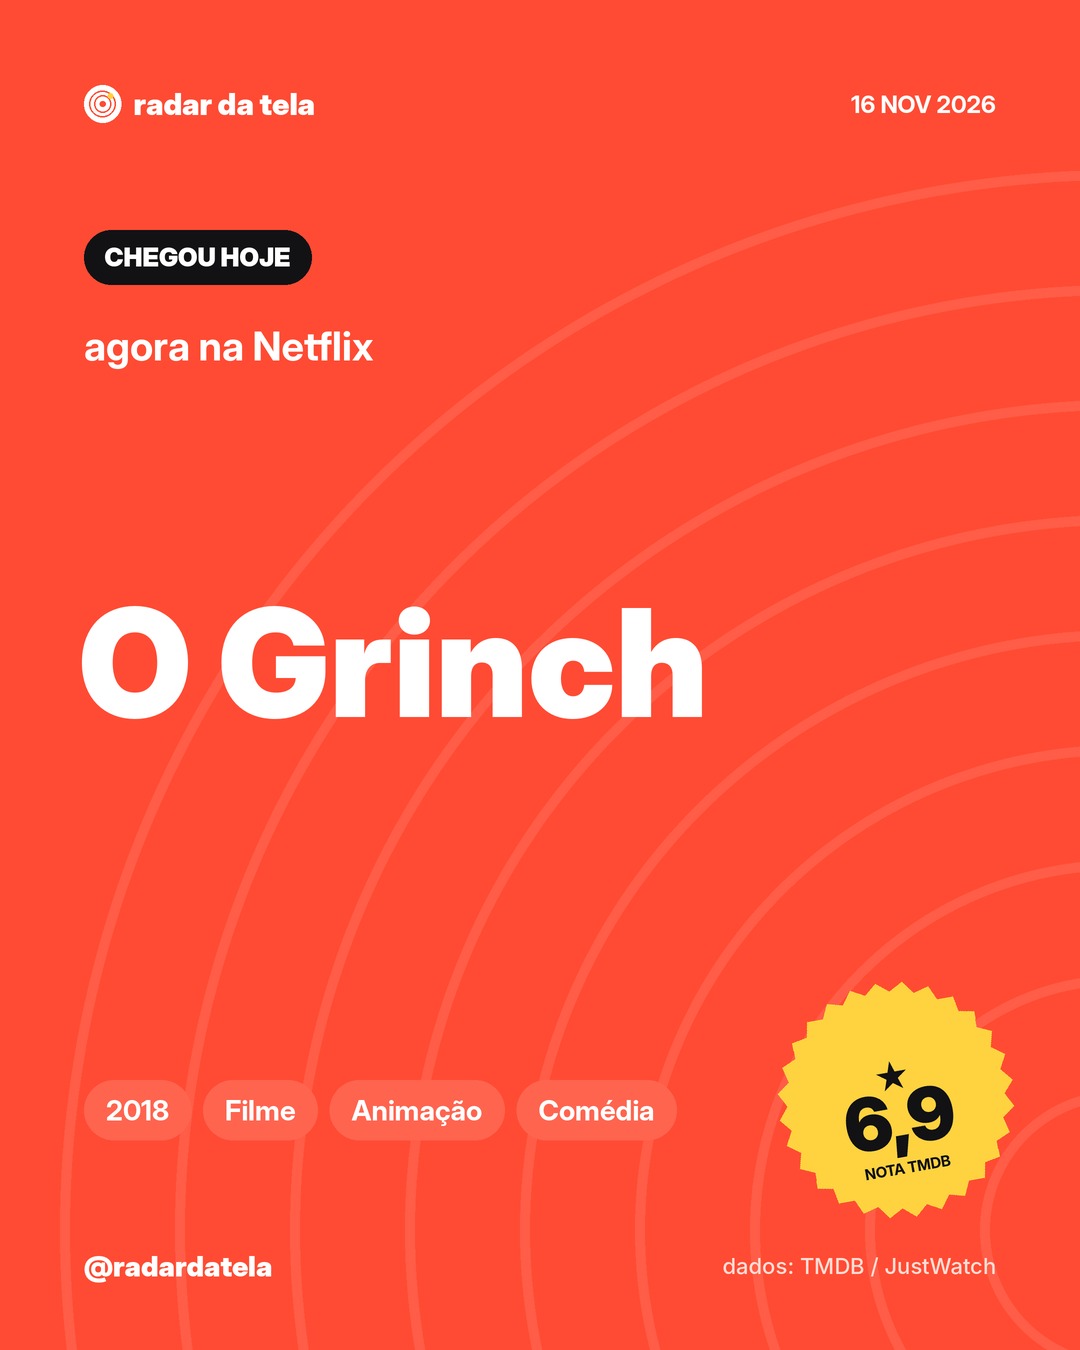 radar da tela
16 NOV 2026
CHEGOU HOJE
agora na Netflix
O Grinch
2018
Filme
Animação
Comédia
★
6,9
NOTA TMDB
@radardatela
dados: TMDB / JustWatch